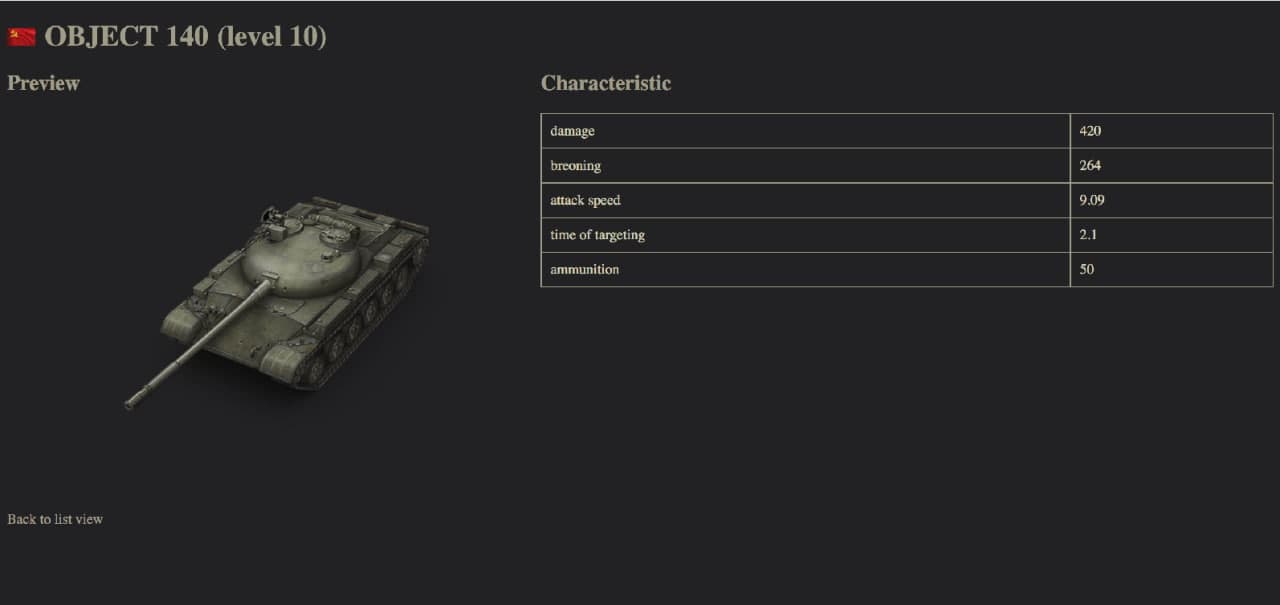 OBJECT 140 (level 10)
Preview
Characteristic
damage 420
breoning 264
attack speed 9.09
time of targeting 2.1
ammunition 50
Back to list view